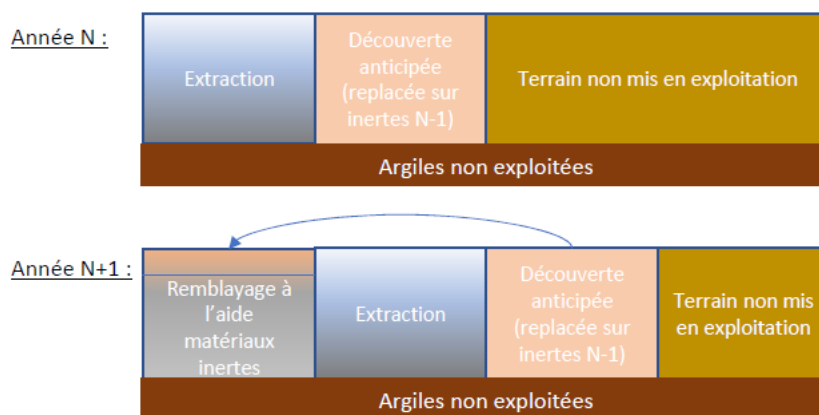 Année N :
Extraction
Découverte
anticipée
(replacée sur
inertes N-1)
Terrain non mis en exploitation
Argiles non exploitées
Année N+1 :
Remblayage à
l'aide
matériaux
inertes
Extraction
Découverte
anticipée
(replacée sur
inertes N-1)
Terrain non mis
en exploitation
Argiles non exploitées